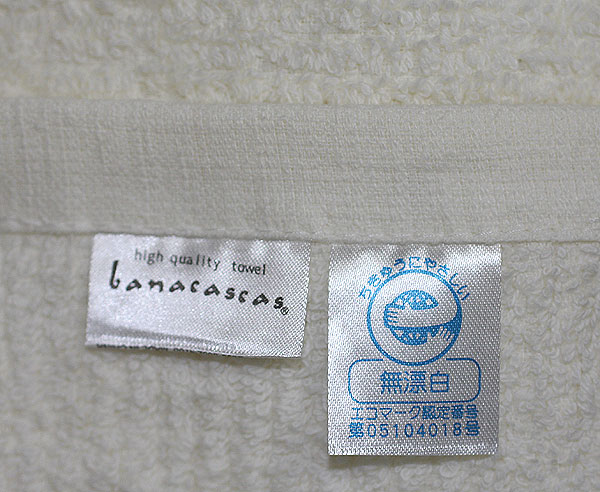 high quality towel
banacascas®
ちきゅうにやさしい
無漂白
エコマーク認定番号
第05104018号